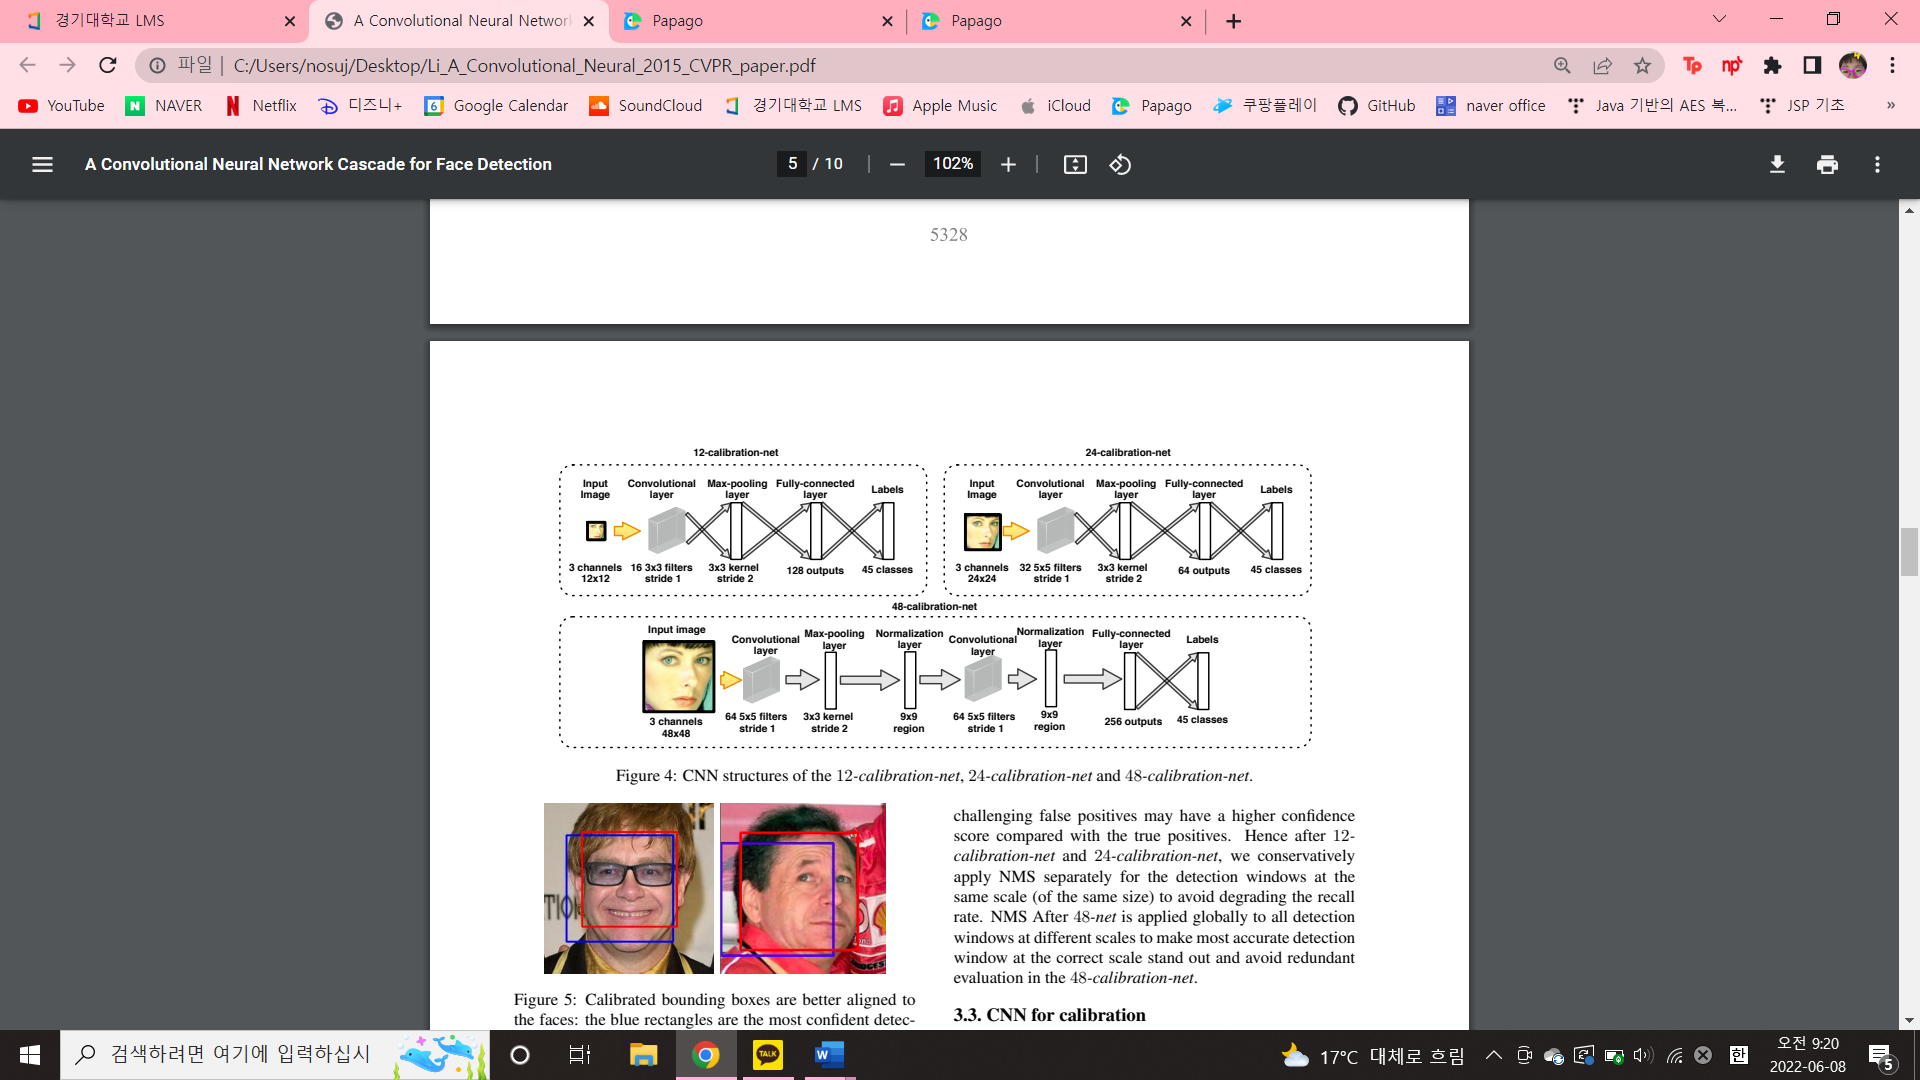 경기대학교 LMS
A Convolutional Neural Networ
Papago
Papago
파일 | C:/Users/nosuj/Desktop/Li_A_Convolutional_Neural_2015_CVPR_paper.pdf
YouTube NAVER Netflix 디즈니+ Google Calendar SoundCloud 경기대학교 LMS Apple Music iCloud Papago 쿠팡플레이 GitHub naver office Java 기반의 AES 복... JSP 기초 »
A Convolutional Neural Network Cascade for Face Detection
5 / 10 102%
5328
12-calibration-net
Input Image
Convolutional layer
Max-pooling layer
Fully-connected layer
Labels
3 channels 12x12
16 3x3 filters stride 1
3x3 kernel stride 2
128 outputs
45 classes
24-calibration-net
Input Image
Convolutional layer
Max-pooling layer
Fully-connected layer
Labels
3 channels 24x24
32 5x5 filters stride 1
3x3 kernel stride 2
64 outputs
45 classes
48-calibration-net
Input image
Convolutional layer
Max-pooling layer
Normalization layer
Convolutional layer
Normalization layer
Fully-connected layer
Labels
3 channels 48x48
64 5x5 filters stride 1
3x3 kernel stride 2
9x9 region
64 5x5 filters stride 1
9x9 region
256 outputs
45 classes
Figure 4: CNN structures of the 12-calibration-net, 24-calibration-net and 48-calibration-net.
Figure 5: Calibrated bounding boxes are better aligned to
the faces: the blue rectangles are the most confident detec-
challenging false positives may have a higher confidence
score compared with the true positives. Hence after 12-
calibration-net and 24-calibration-net, we conservatively
apply NMS separately for the detection windows at the
same scale (of the same size) to avoid degrading the recall
rate. NMS After 48-net is applied globally to all detection
windows at different scales to make most accurate detection
window at the correct scale stand out and avoid redundant
evaluation in the 48-calibration-net.
3.3. CNN for calibration
검색하려면 여기에 입력하십시
TALK
17°C 대체로 흐림
한
오전 9:20
2022-06-08
5